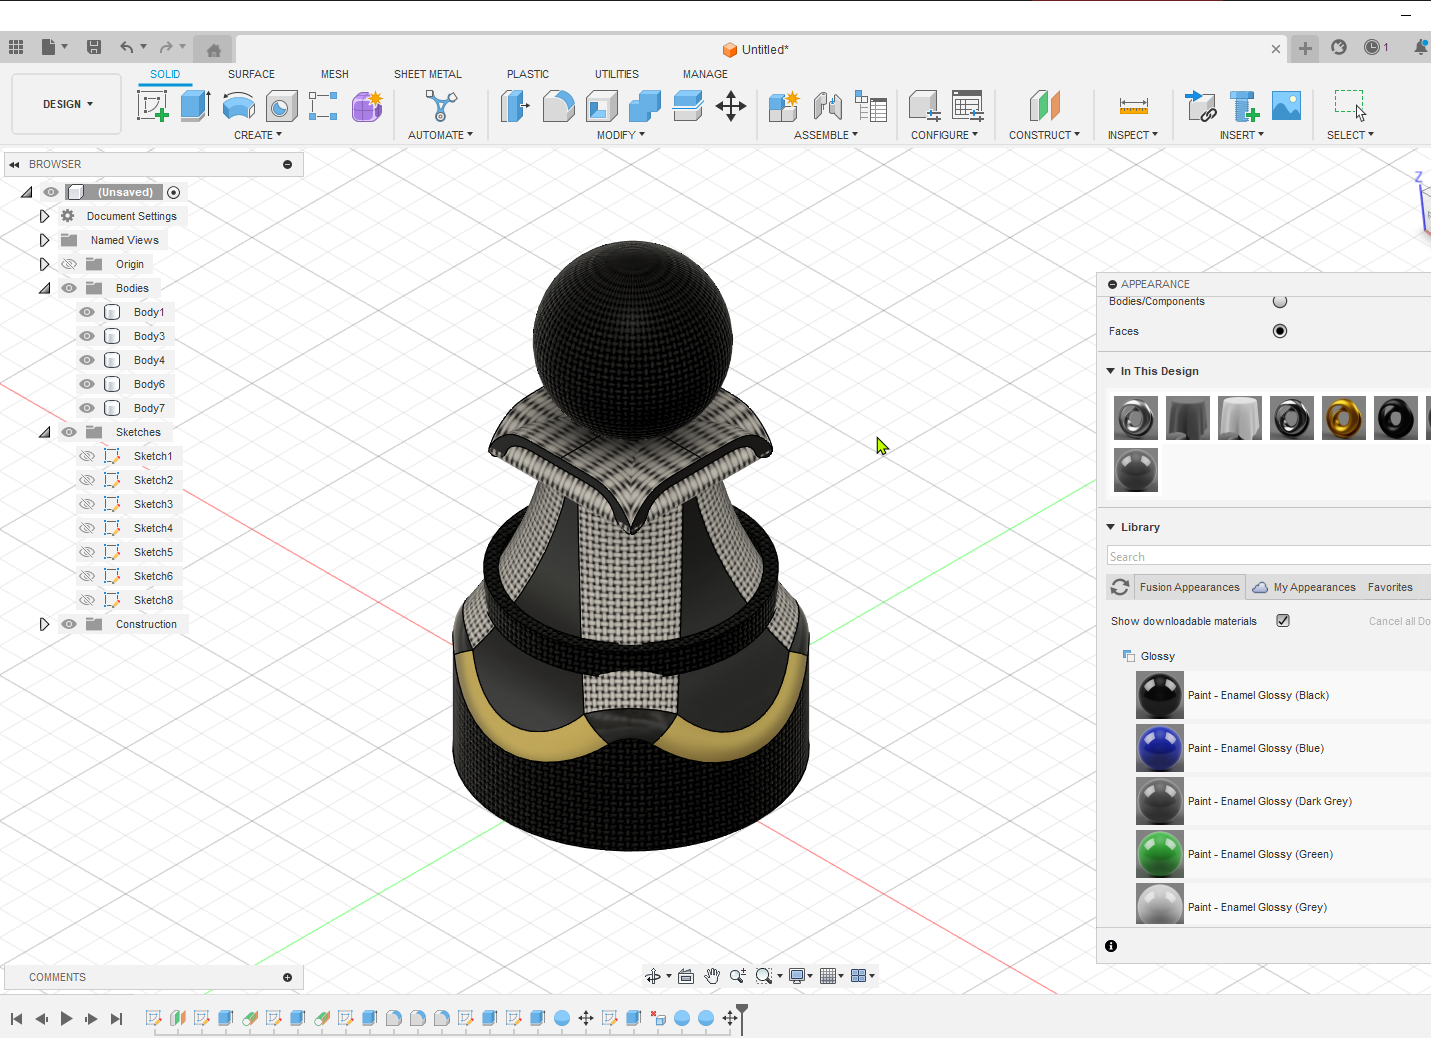 Untitled*
1
DESIGN
SOLID SURFACE MESH SHEET METAL PLASTIC UTILITIES MANAGE
CREATE AUTOMATE MODIFY ASSEMBLE CONFIGURE CONSTRUCT INSPECT INSERT SELECT
BROWSER
(Unsaved)
Document Settings
Named Views
Origin
Bodies
Body1
Body3
Body4
Body6
Body7
Sketches
Sketch1
Sketch2
Sketch3
Sketch4
Sketch5
Sketch6
Sketch8
Construction
Z
APPEARANCE
Bodies/Components
Faces
In This Design
Library
Search
Fusion Appearances My Appearances Favorites
Show downloadable materials Cancel all Do
Glossy
Paint - Enamel Glossy (Black)
Paint - Enamel Glossy (Blue)
Paint - Enamel Glossy (Dark Grey)
Paint - Enamel Glossy (Green)
Paint - Enamel Glossy (Grey)
COMMENTS